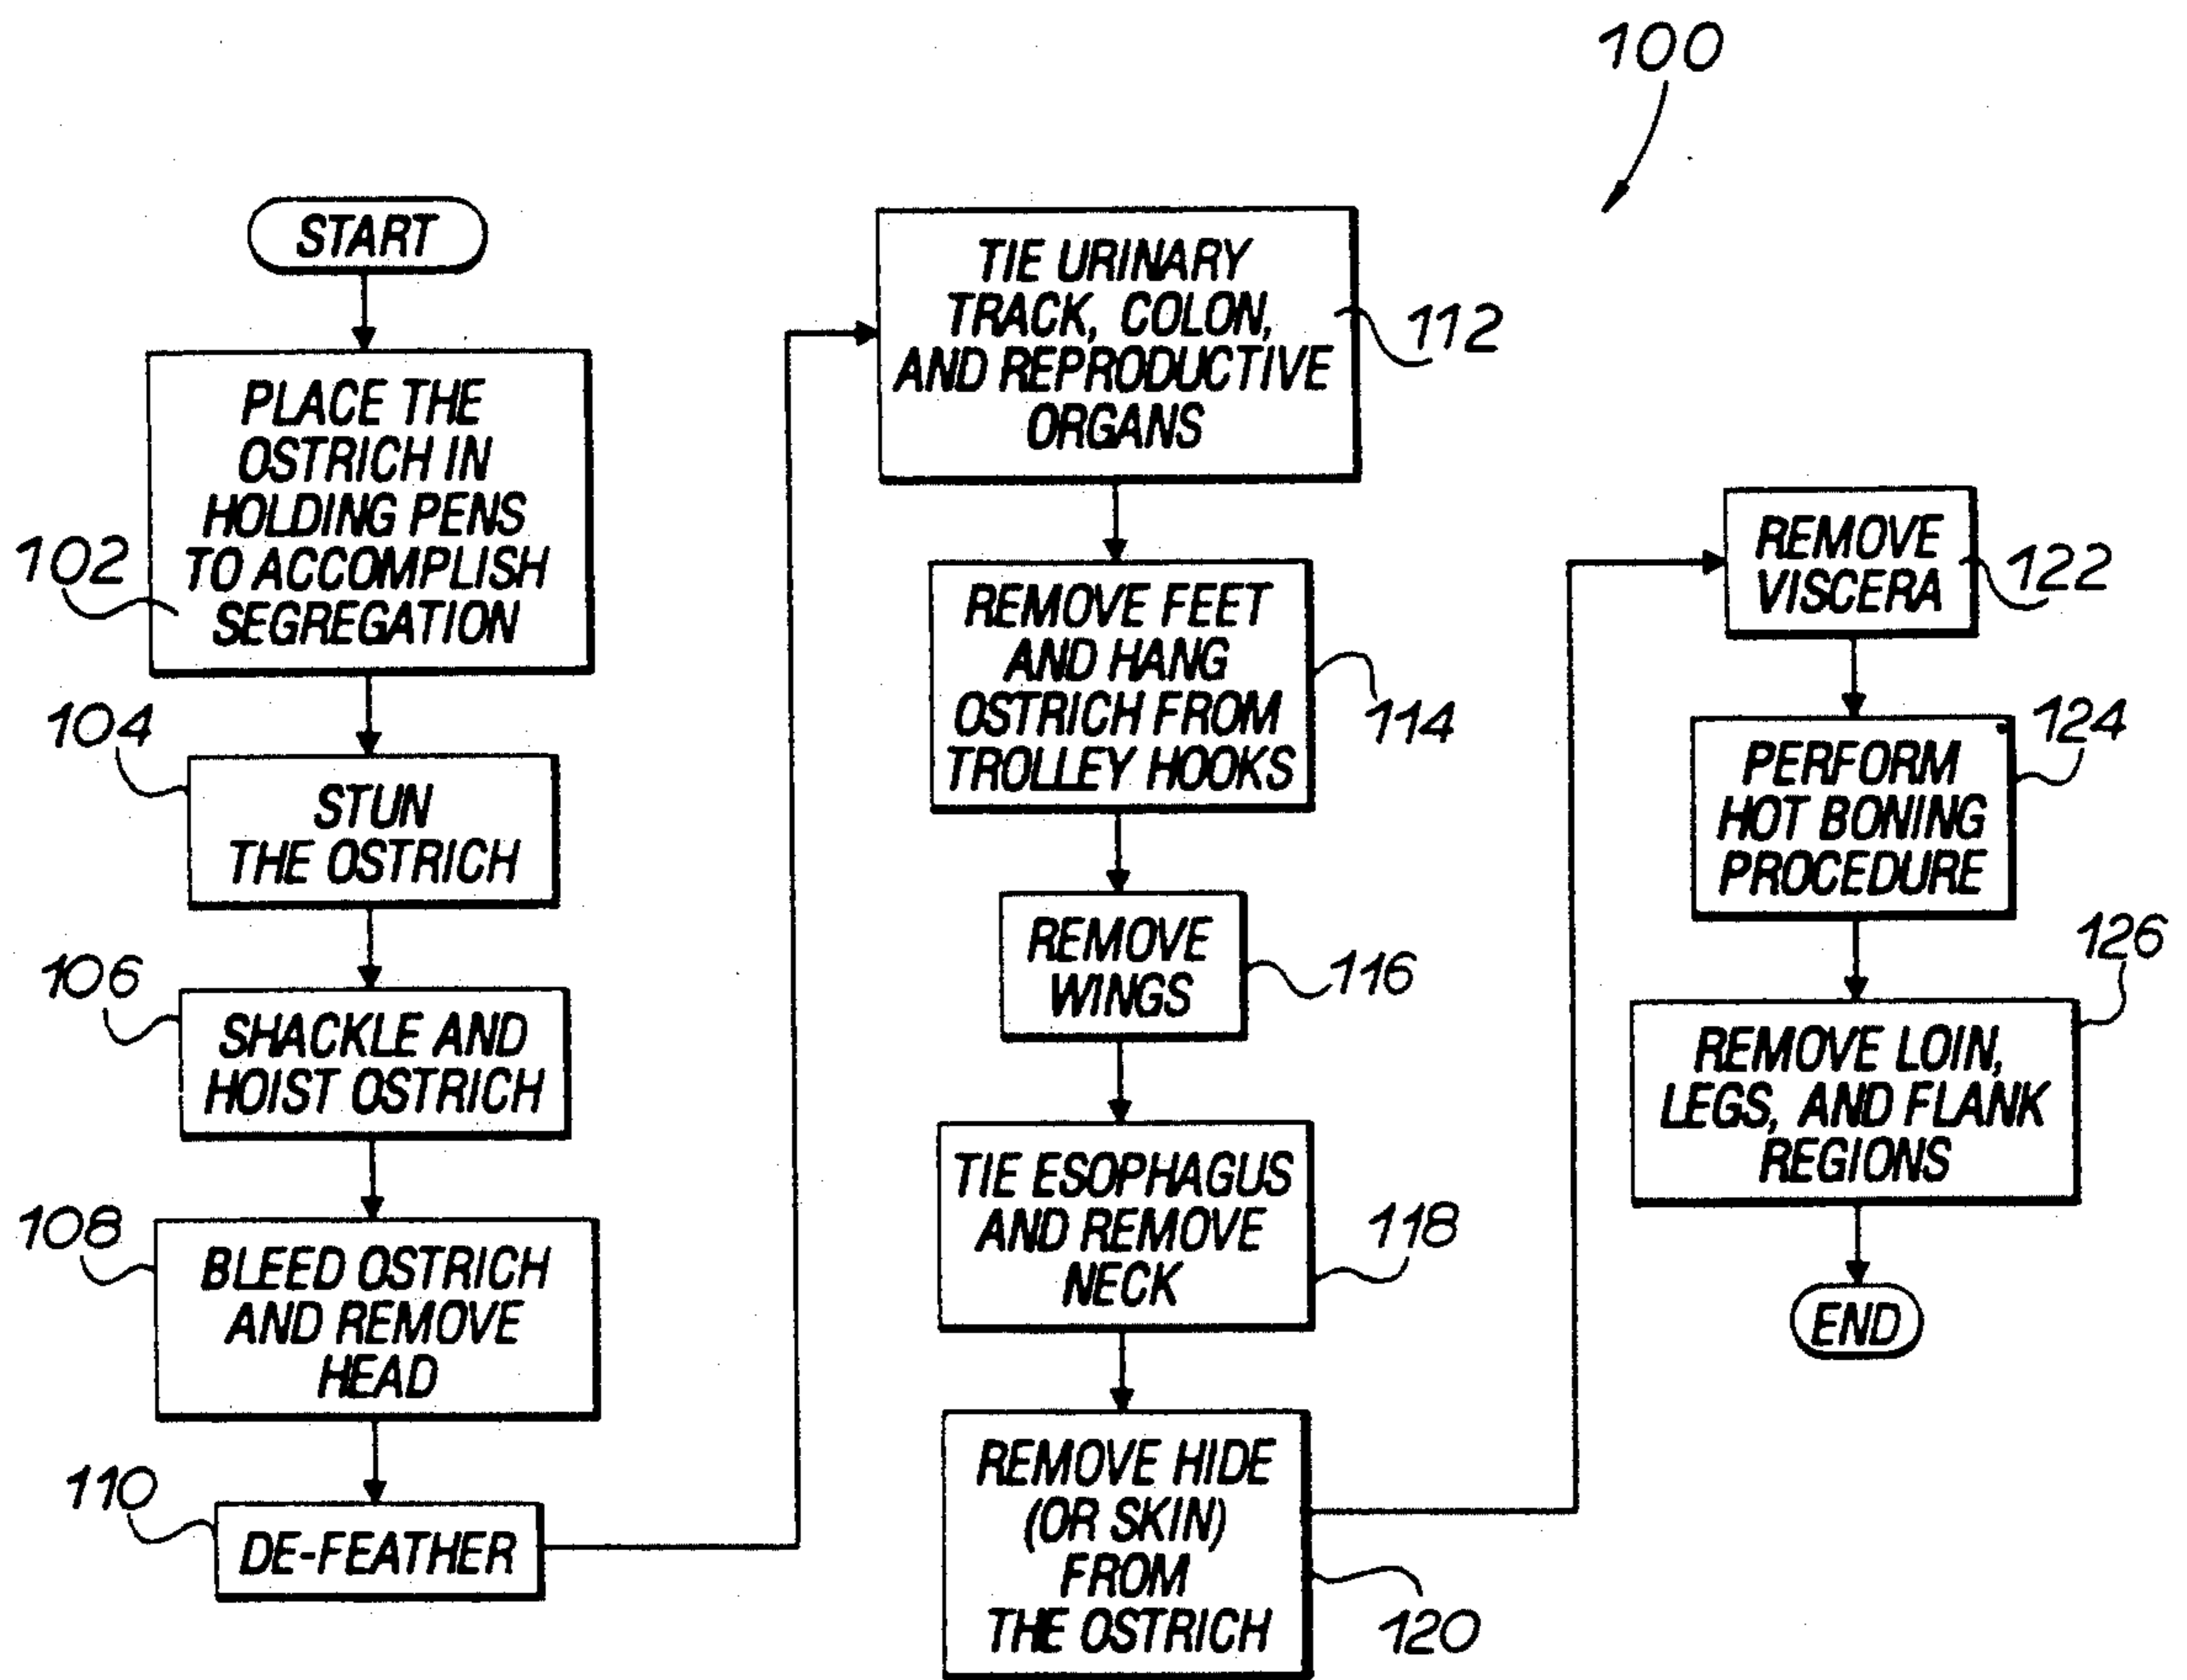 100
START
PLACE THE
OSTRICH IN
HOLDING PENS
TO ACCOMPLISH
SEGREGATION
102
104
STUN
THE OSTRICH
106
SHACKLE AND
HOIST OSTRICH
108
BLEED OSTRICH
AND REMOVE
HEAD
110
DE-FEATHER
TIE URINARY
TRACK, COLON,
AND REPRODUCTIVE
ORGANS
112
REMOVE FEET
AND HANG
OSTRICH FROM
TROLLEY HOOKS
114
REMOVE
WINGS
116
TIE ESOPHAGUS
AND REMOVE
NECK
118
REMOVE HIDE
(OR SKIN)
FROM
THE OSTRICH
120
REMOVE
VISCERA
122
PERFORM
HOT BONING
PROCEDURE
124
REMOVE LOIN,
LEGS, AND FLANK
REGIONS
126
END